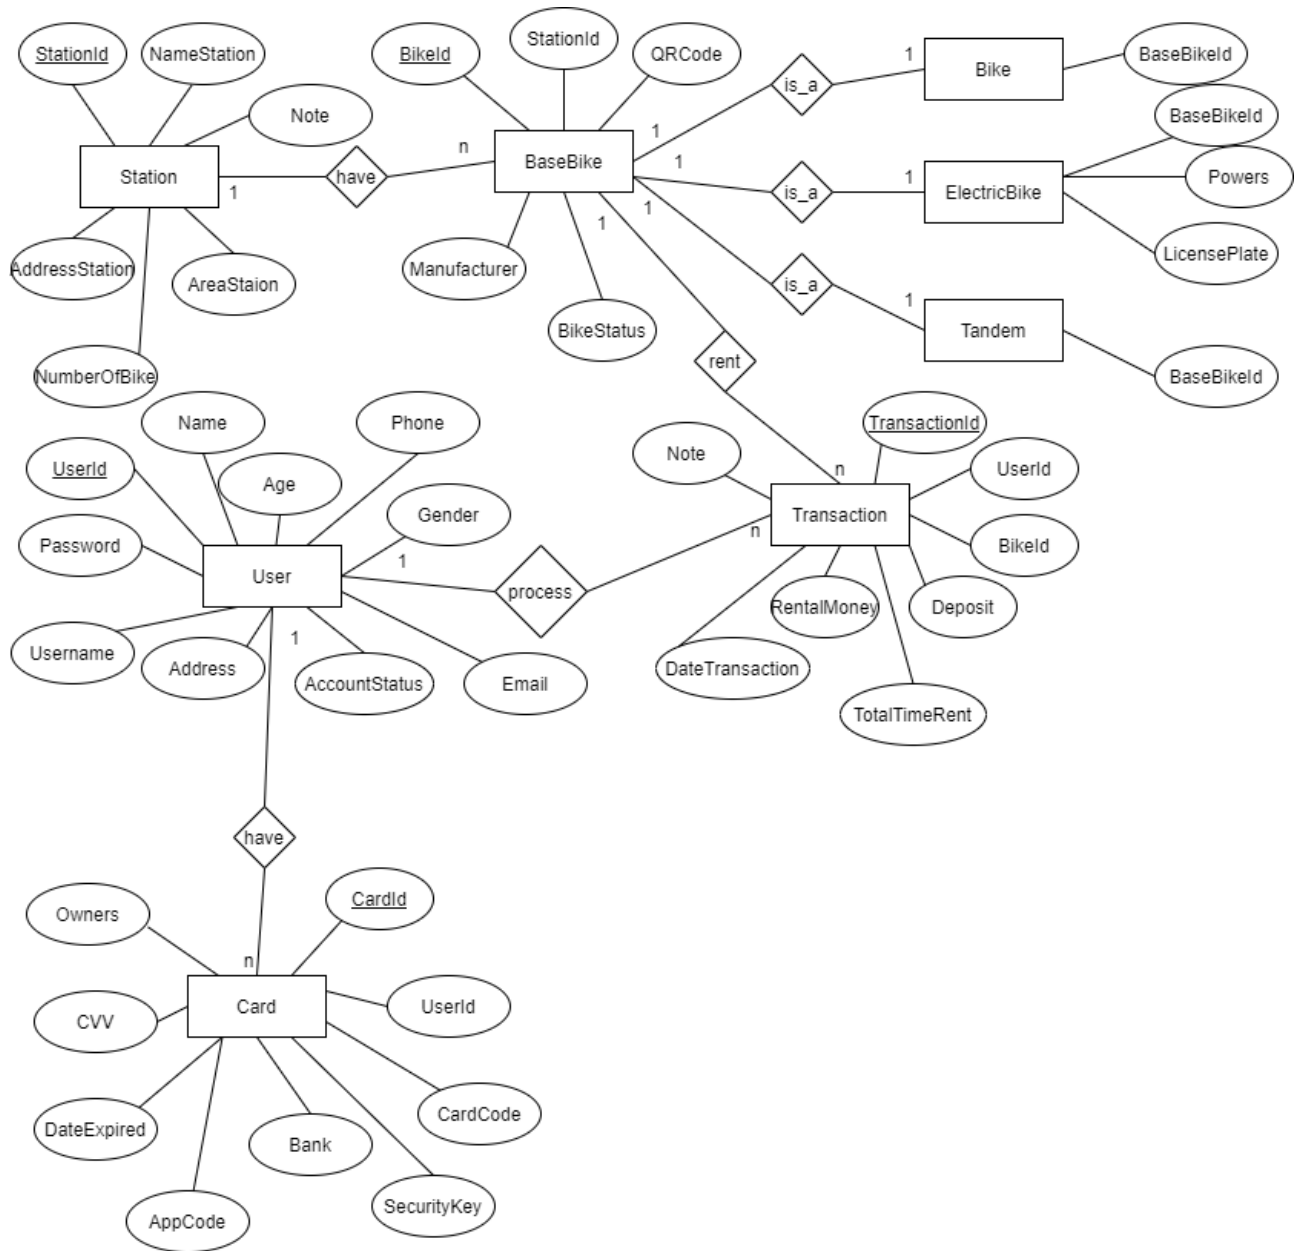 StationId
NameStation
Note
Station
1
have
n
AddressStation
AreaStaion
NumberOfBike
BikeId
StationId
QRCode
BaseBike
Manufacturer
BikeStatus
1
1
1
1
is_a
1
Bike
BaseBikeId
is_a
1
ElectricBike
BaseBikeId
Powers
LicensePlate
is_a
1
Tandem
BaseBikeId
rent
n
Name
Phone
UserId
Age
Gender
Password
User
1
process
n
Username
Address
AccountStatus
Email
1
Note
TransactionId
UserId
Transaction
BikeId
RentalMoney
Deposit
DateTransaction
TotalTimeRent
have
n
Owners
CardId
Card
UserId
CVV
CardCode
DateExpired
Bank
SecurityKey
AppCode